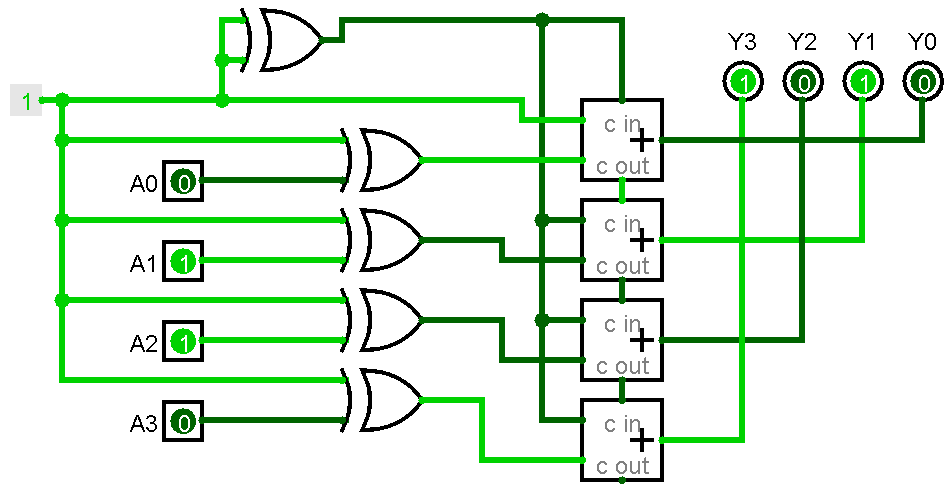 Y3 Y2 Y1 Y0
1 0 1 0
1
c in
+
c out
A0 0
c in
+
c out
A1 1
c in
+
c out
A2 1
c in
+
c out
A3 0